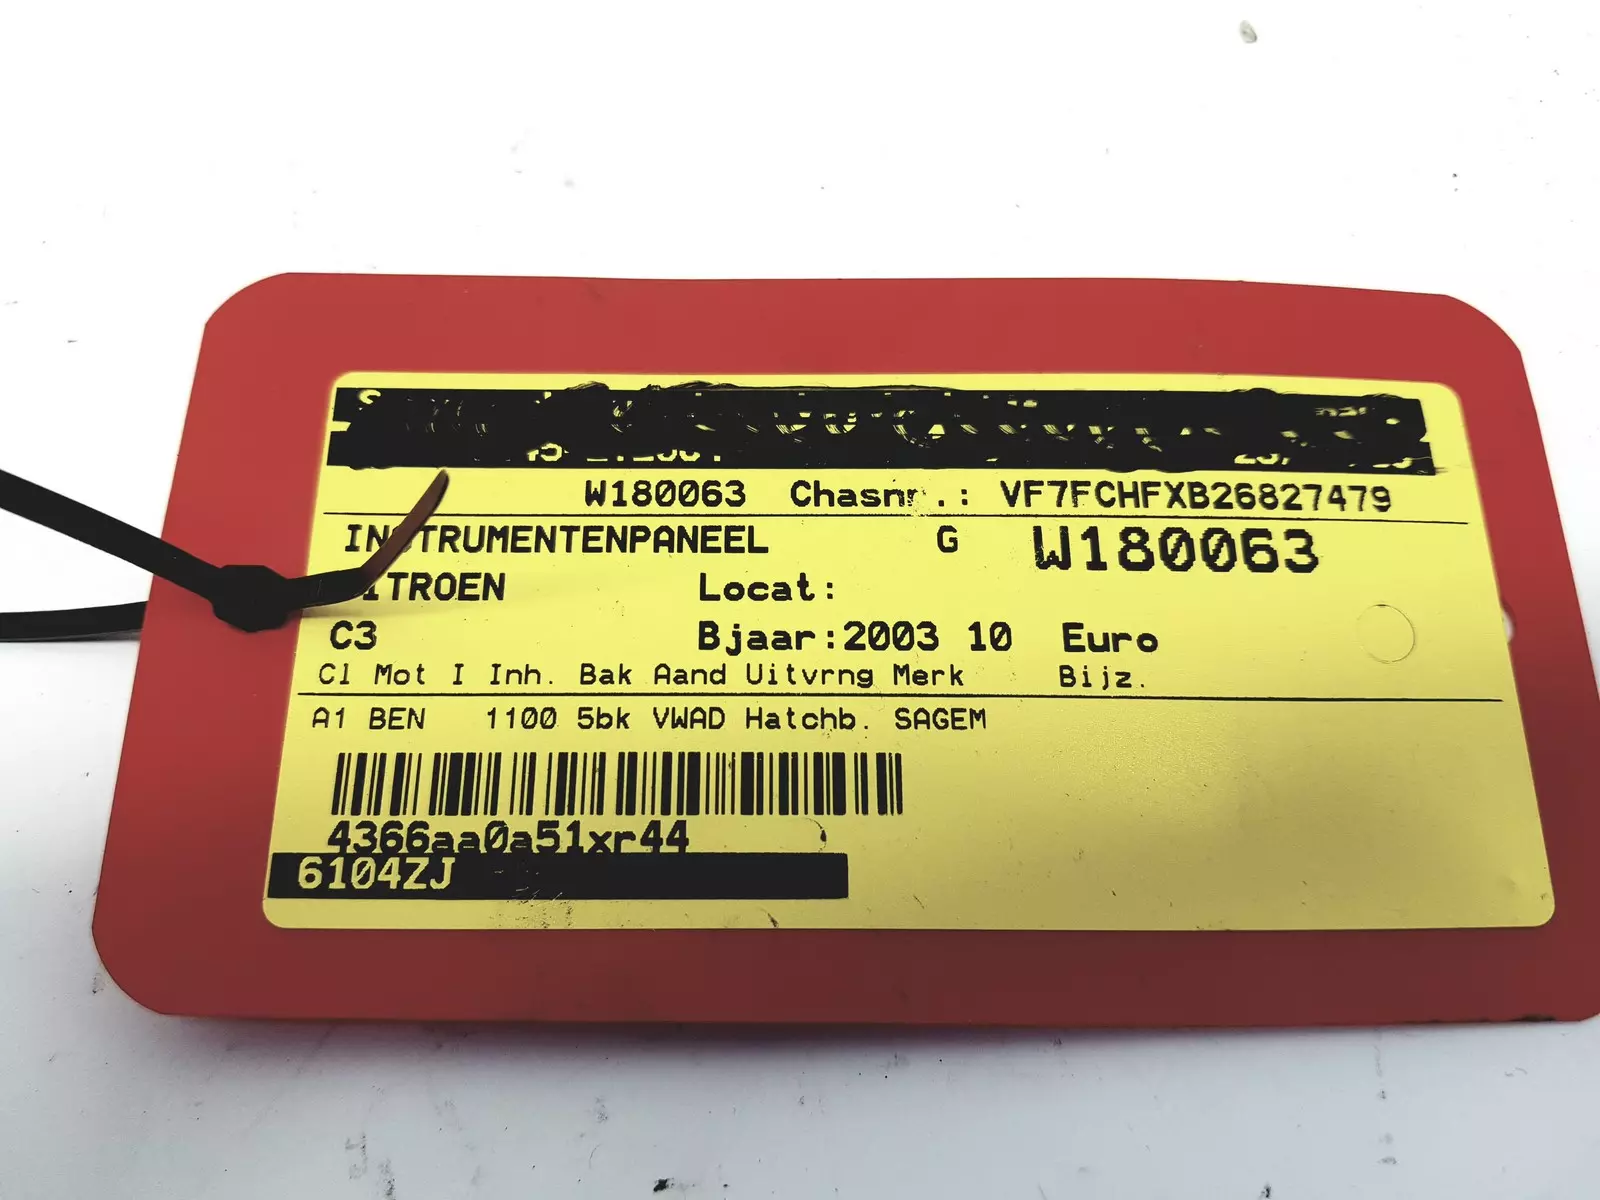 W180063 Chasnr.: VF7FCHFXB26827479
INSTRUMENTENPANEEL G W180063
ITROEN Locat:
C3 Bjaar:2003 10 Euro
Cl Mot I Inh. Bak Aand Uitvrng Merk Bijz.
A1 BEN 1100 5bk VWAD Hatchb. SAGEM
4366aa0a51xr44
6104ZJ